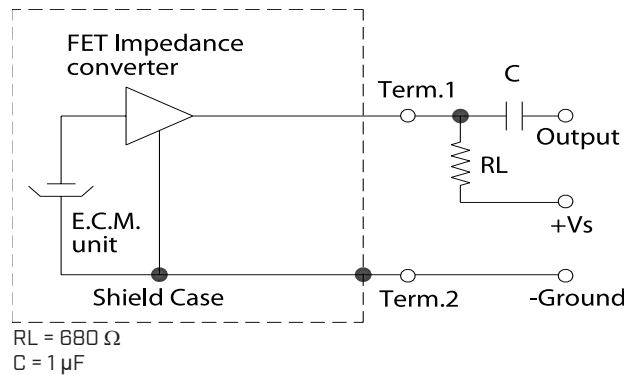 FET Impedance
converter
Term.1
C
Output
RL
+Vs
E.C.M.
unit
Shield Case
Term.2
-Ground
RL = 680 Ω
C = 1 µF